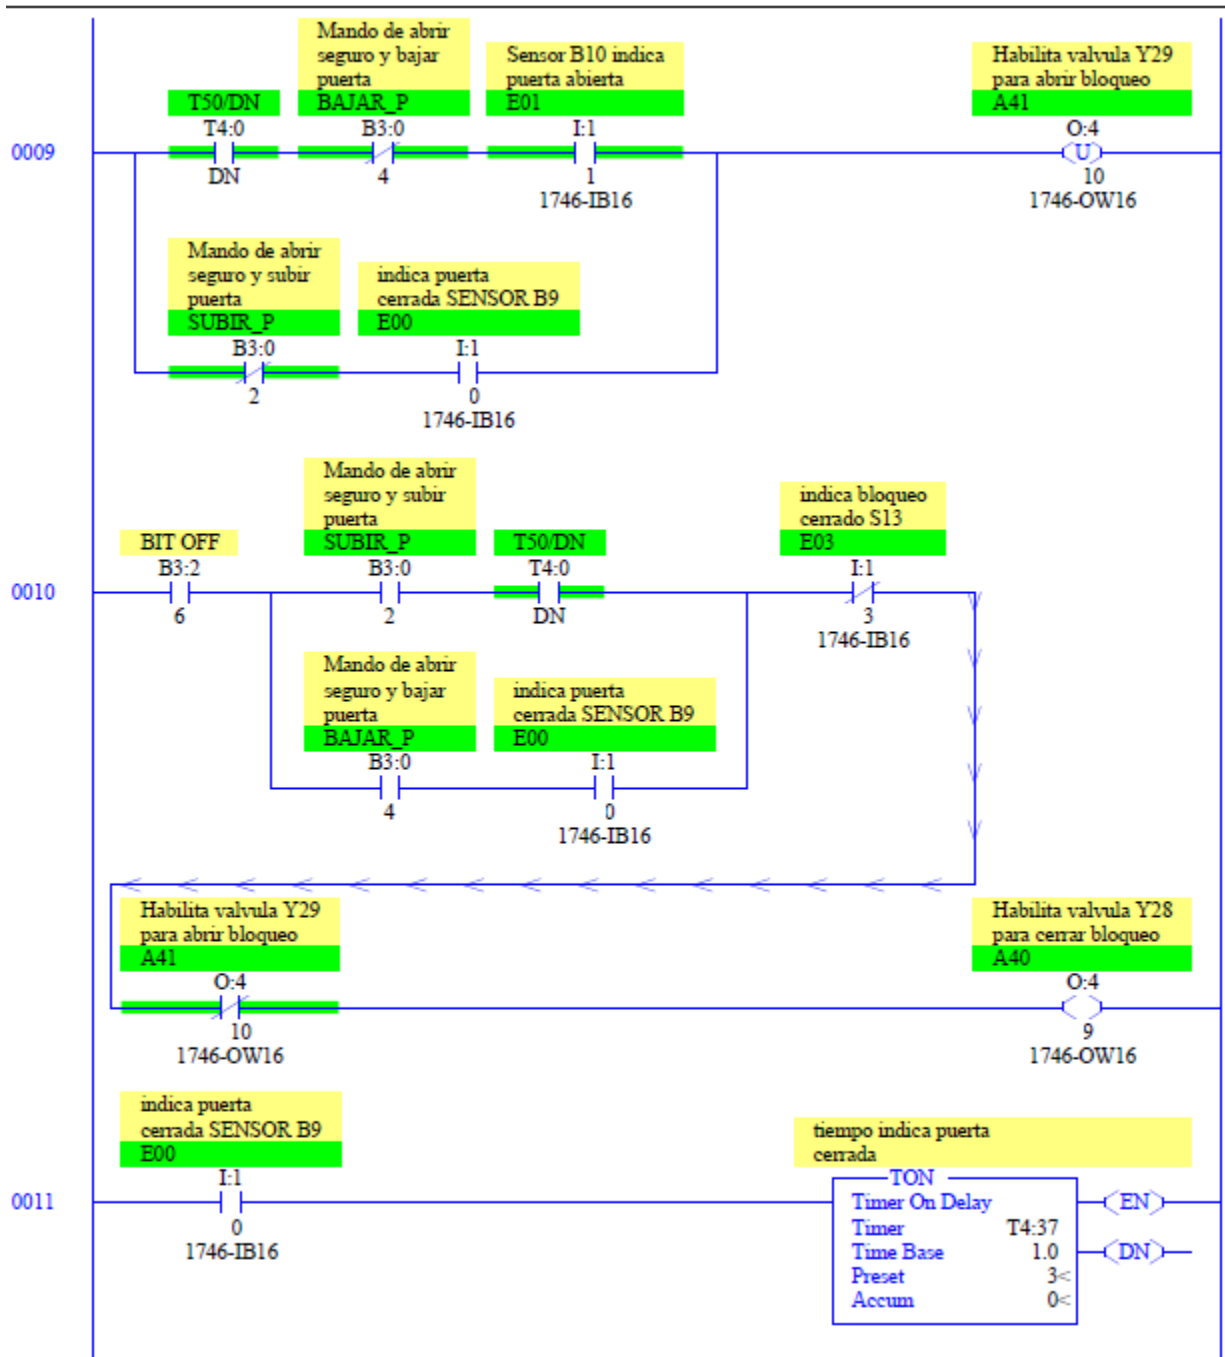 Mando de abrir
seguro y bajar
puerta
BAJAR_P
Sensor B10 indica
puerta abierta
E01
Habilita valvula Y29
para abrir bloqueo
A41
T50/DN
T4:0
B3:0
I:1
O:4
0009
U
DN
4
1
1746-IB16
10
1746-OW16
Mando de abrir
seguro y subir
puerta
SUBIR_P
indica puerta
cerrada SENSOR B9
E00
B3:0
I:1
2
0
1746-IB16
Mando de abrir
seguro y subir
puerta
SUBIR_P
indica bloqueo
cerrado S13
E03
BIT OFF
T50/DN
B3:2
B3:0
T4:0
I:1
0010
6
2
DN
3
1746-IB16
Mando de abrir
seguro y bajar
puerta
BAJAR_P
indica puerta
cerrada SENSOR B9
E00
B3:0
I:1
4
0
1746-IB16
Habilita valvula Y29
para abrir bloqueo
A41
Habilita valvula Y28
para cerrar bloqueo
A40
O:4
O:4
10
1746-OW16
9
1746-OW16
indica puerta
cerrada SENSOR B9
E00
tiempo indica puerta
cerrada
I:1
0011
0
1746-IB16
TON
Timer On Delay
Timer T4:37
Time Base 1.0
Preset 3<
Accum 0<
EN
DN